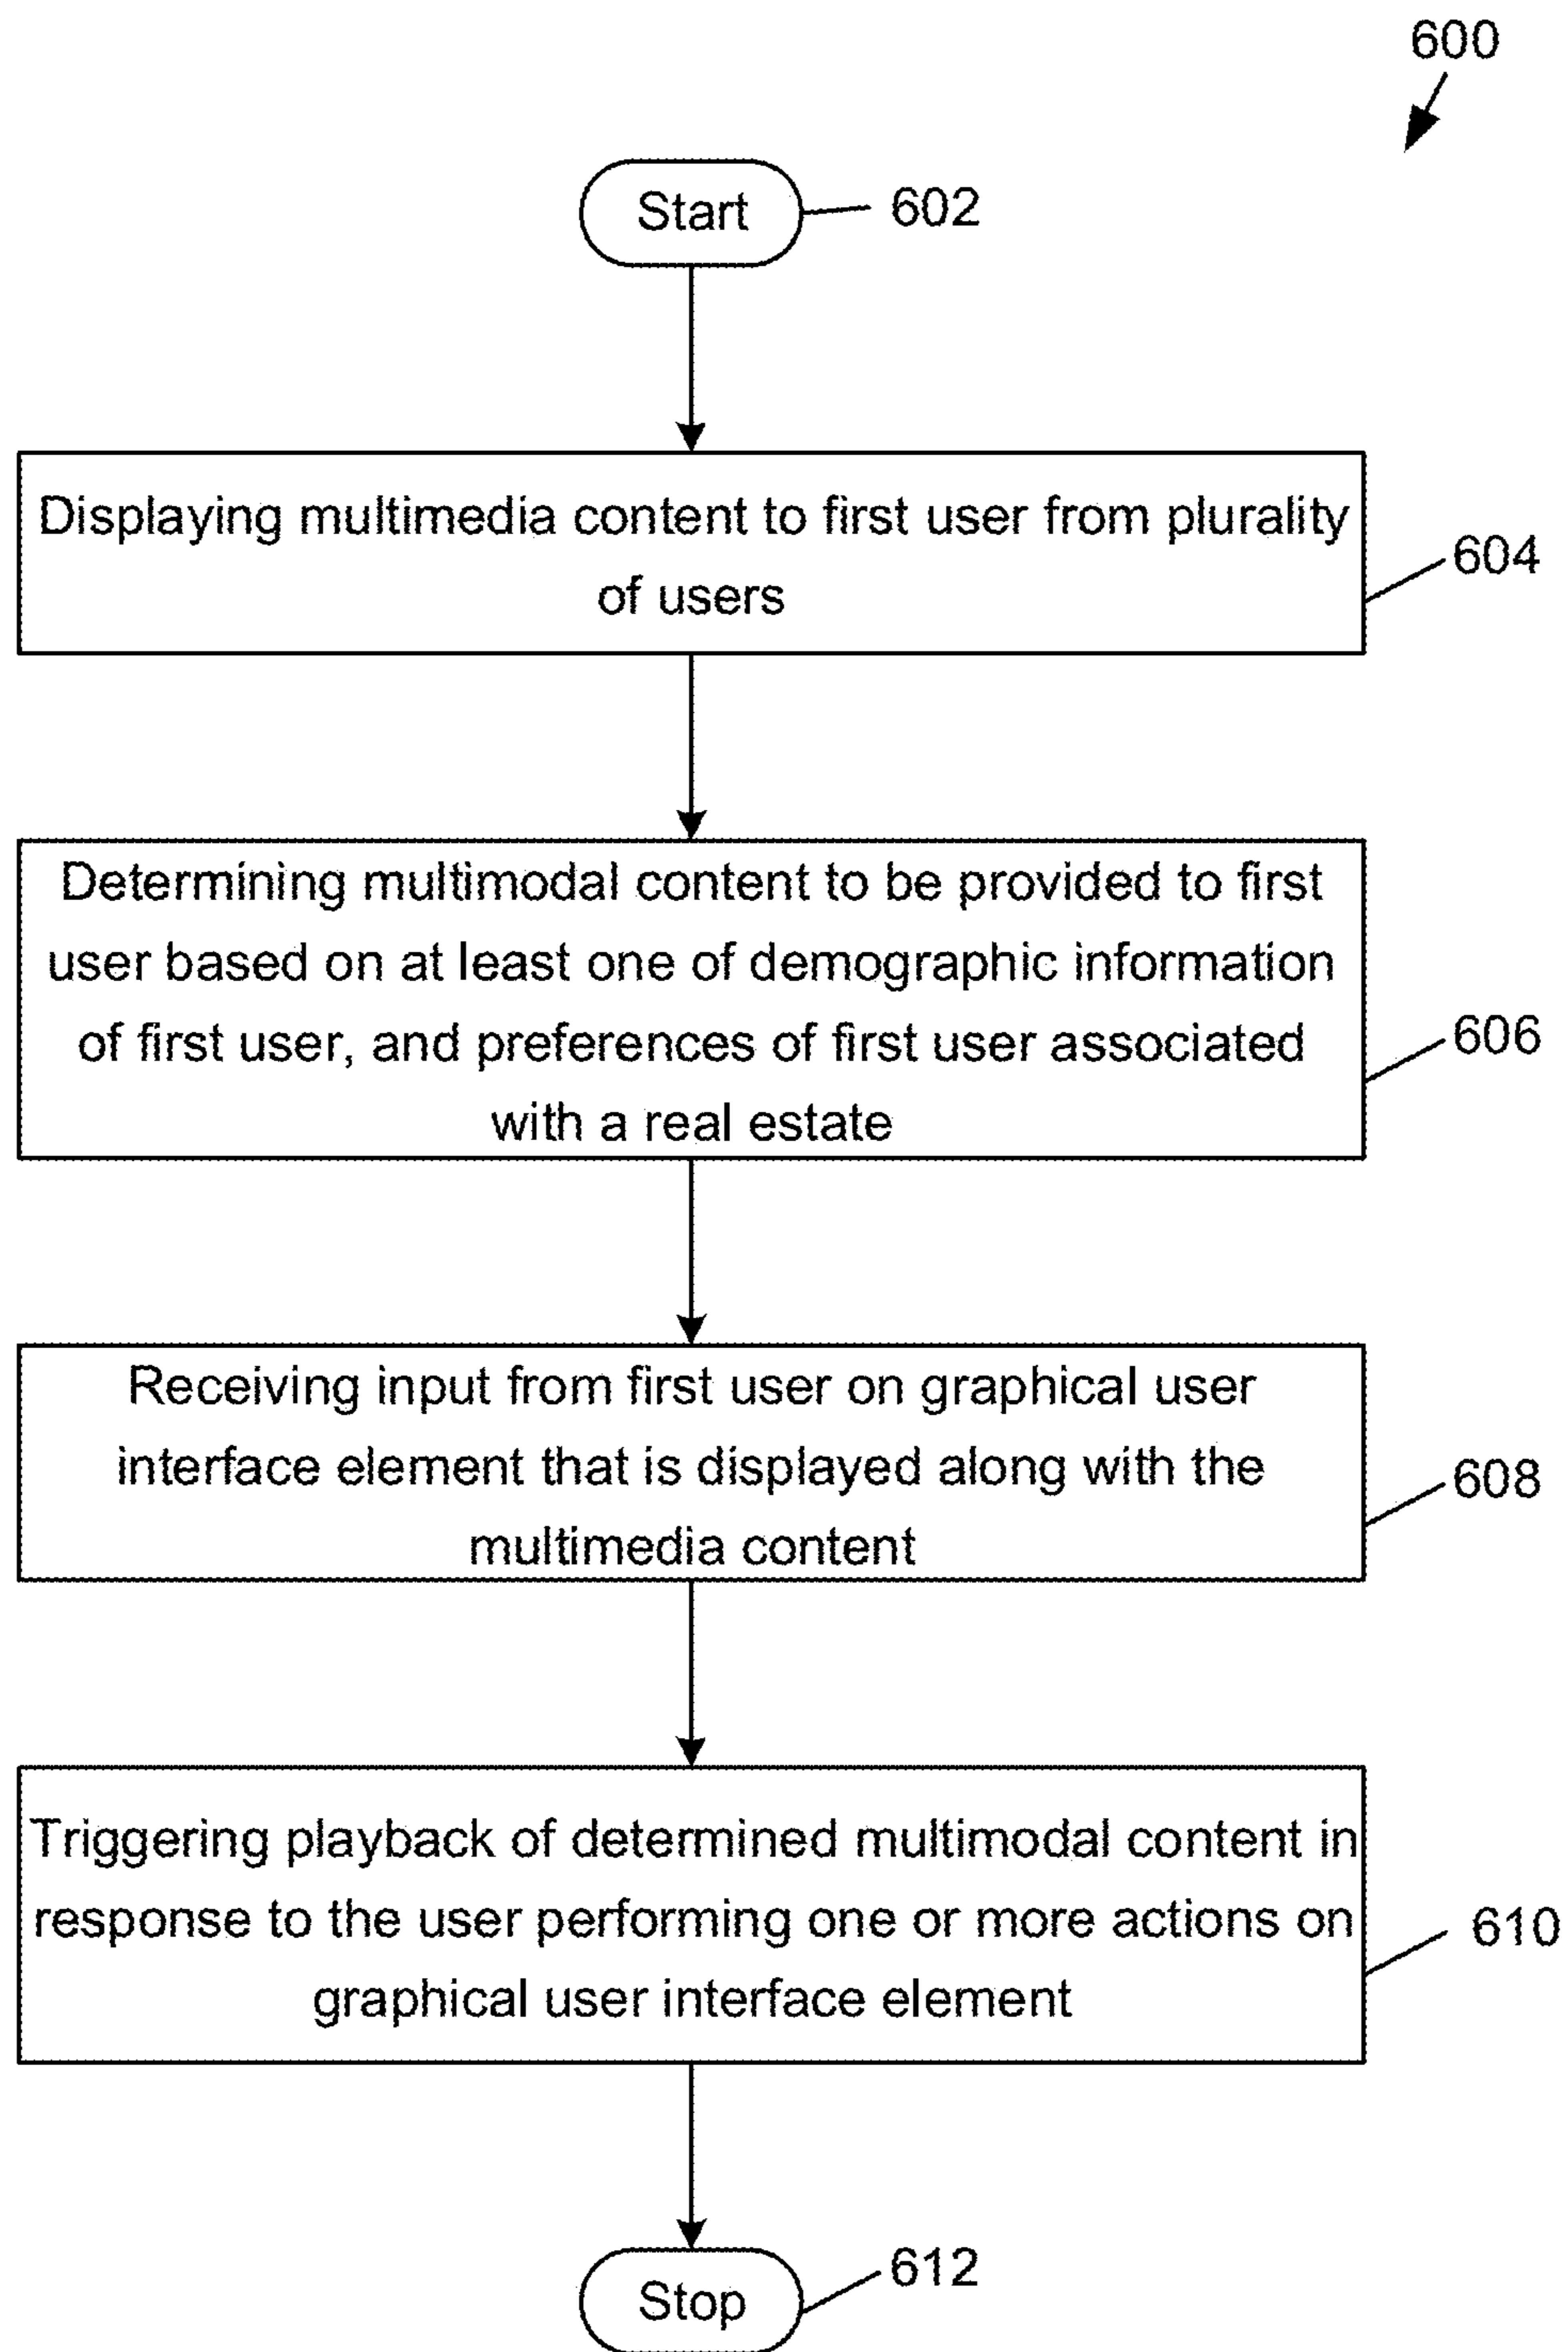 600
Start
602
Displaying multimedia content to first user from plurality
of users
604
Determining multimodal content to be provided to first
user based on at least one of demographic information
of first user, and preferences of first user associated
with a real estate
606
Receiving input from first user on graphical user
interface element that is displayed along with the
multimedia content
608
Triggering playback of determined multimodal content in
response to the user performing one or more actions on
graphical user interface element
610
Stop
612